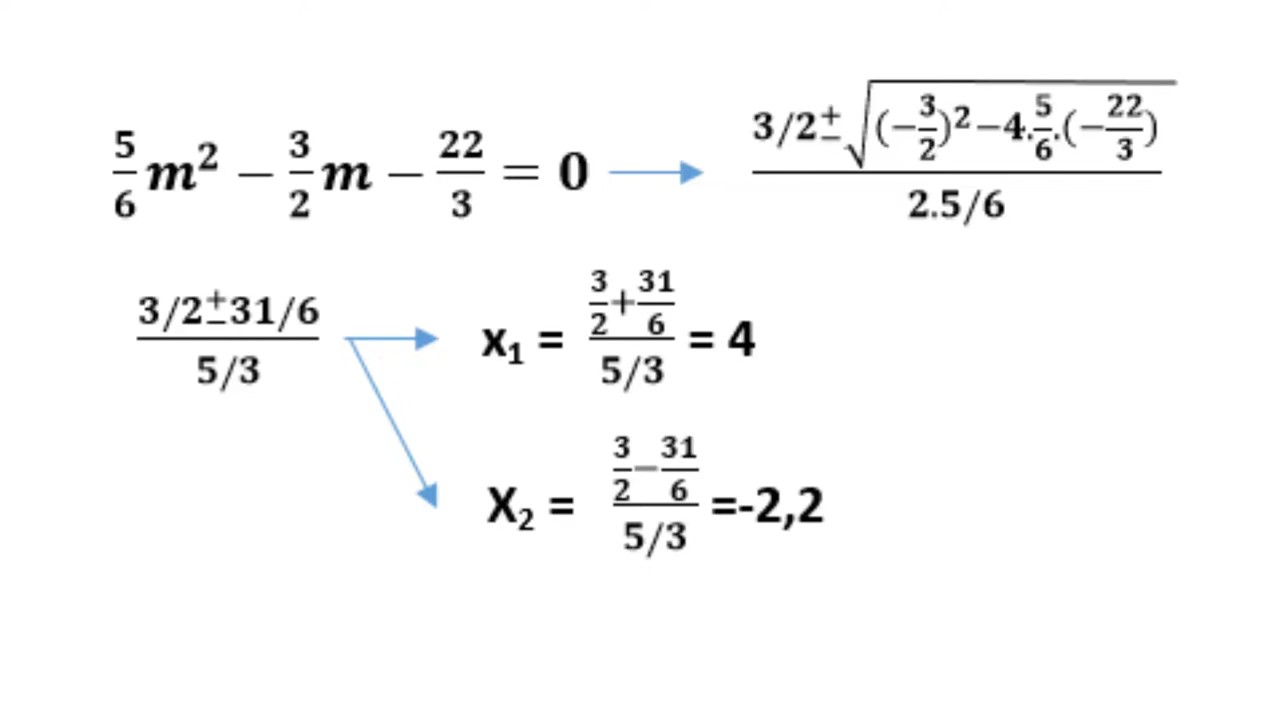 5/6 m² − 3/2 m − 22/3 = 0 → (3/2 ± √((−3/2)² − 4.5/6.(−22/3))) / (2.5/6)
(3/2 ± 31/6) / (5/3) → x₁ = (3/2 + 31/6) / (5/3) = 4
X₂ = (3/2 − 31/6) / (5/3) =-2,2